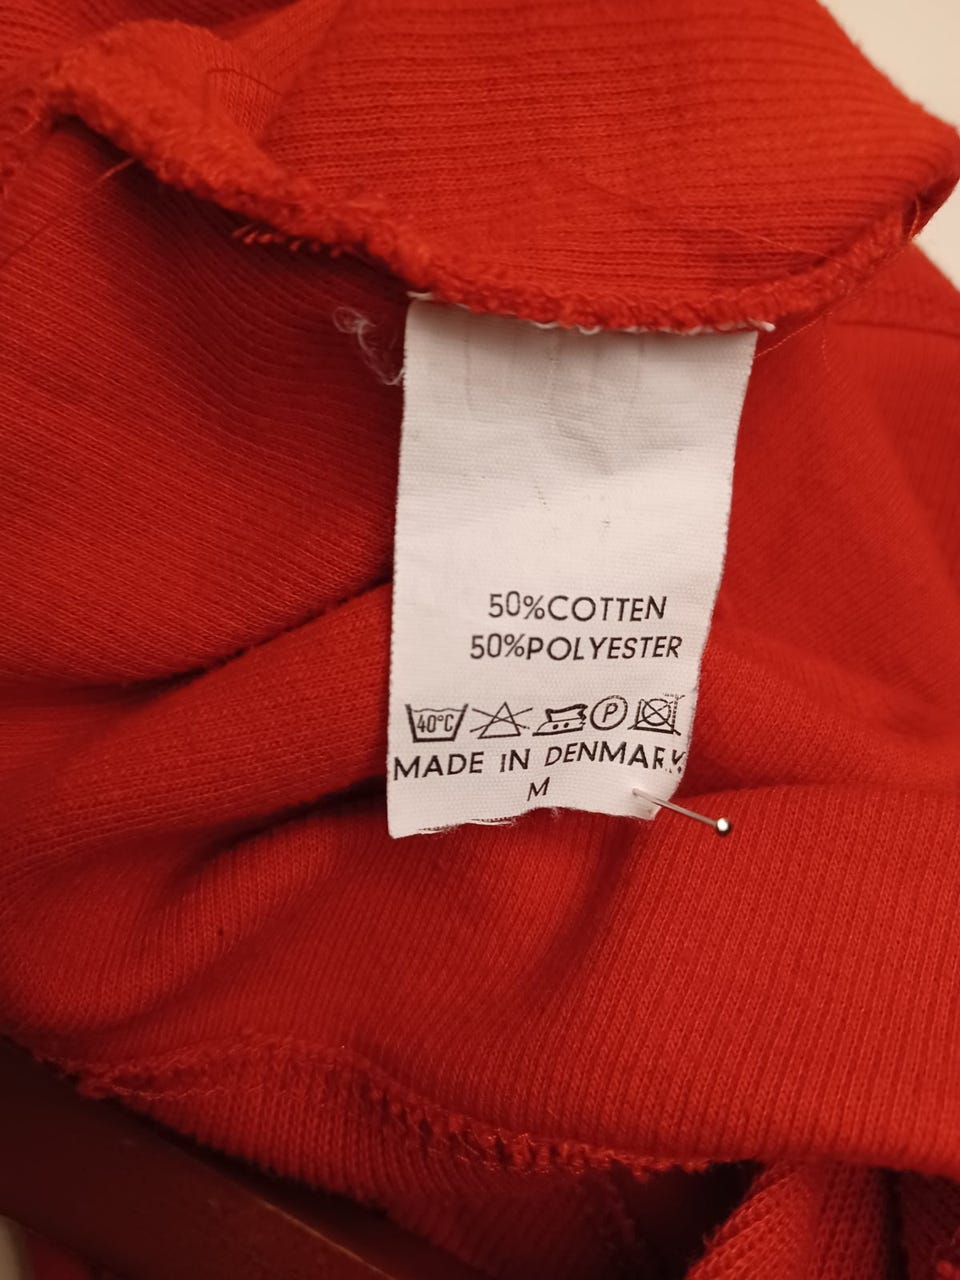 50%COTTEN
50%POLYESTER
40°C P
MADE IN DENMARK
M